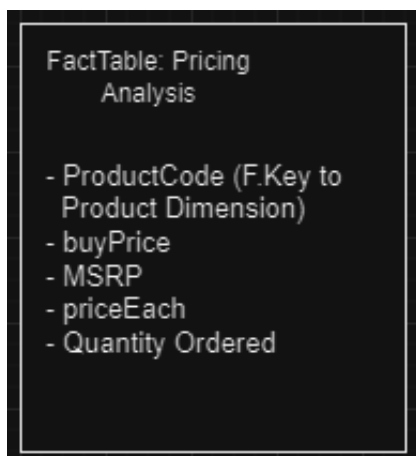 FactTable: Pricing
Analysis
- ProductCode (F.Key to
Product Dimension)
- buyPrice
- MSRP
- priceEach
- Quantity Ordered